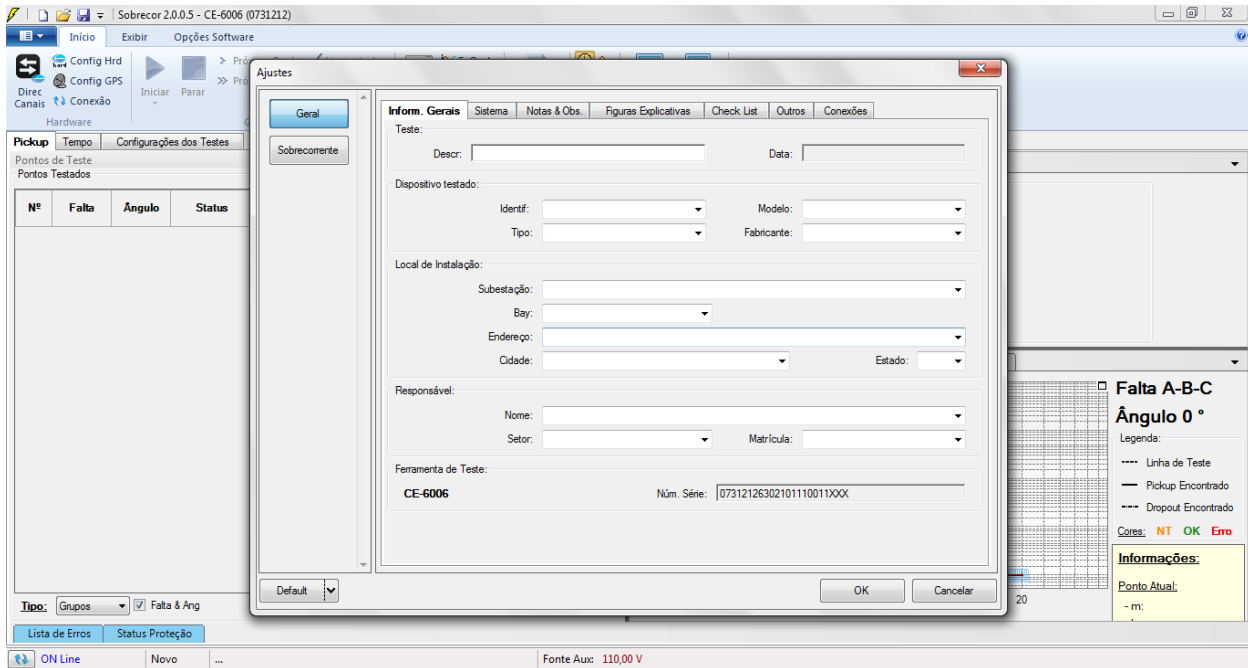 Sobrecor 2.0.0.5 - CE-6006 (0731212)
Início Exibir Opções Software
Direc Canais
Config Hrd
Config GPS
Conexão
Iniciar Parar
Hardware
Pickup Tempo Configurações dos Testes
Pontos de Teste
Pontos Testados
Nº Falta Ângulo Status
Ajustes
Geral
Sobrecorrente
Inform. Gerais Sistema Notas & Obs. Figuras Explicativas Check List Outros Conexões
Teste:
Descr: Data:
Dispositivo testado:
Identif: Modelo:
Tipo: Fabricante:
Local de Instalação:
Subestação:
Bay:
Endereço:
Cidade: Estado:
Responsável:
Nome:
Setor: Matrícula:
Ferramenta de Teste:
CE-6006 Núm. Série: 07312126302101110011XXX
Default OK Cancelar
Falta A-B-C
Ângulo 0 °
Legenda:
Linha de Teste
Pickup Encontrado
Dropout Encontrado
Cores: NT OK Erro
Informações:
Ponto Atual:
- m:
20
Tipo: Grupos Falta & Ang
Lista de Erros Status Proteção
ON Line Novo ... Fonte Aux: 110,00 V